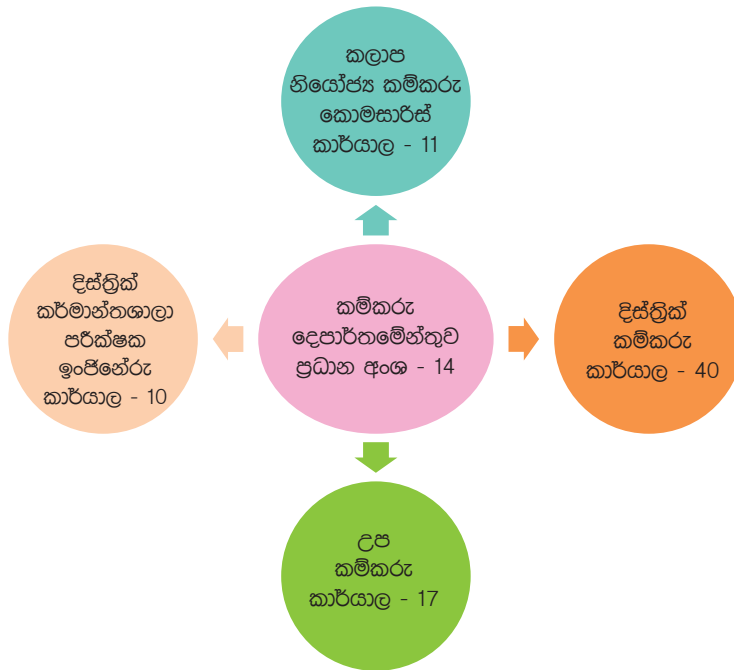 කලාප
නියෝජ්‍ය කම්කරු
කොමසාරිස්
කාර්යාල - 11
දිස්ත්‍රික්
කර්මාන්තශාලා
පරීක්ෂක
ඉංජිනේරු
කාර්යාල - 10
කම්කරු
දෙපාර්තමේන්තුව
ප්‍රධාන අංශ - 14
දිස්ත්‍රික්
කම්කරු
කාර්යාල - 40
උප
කම්කරු
කාර්යාල - 17